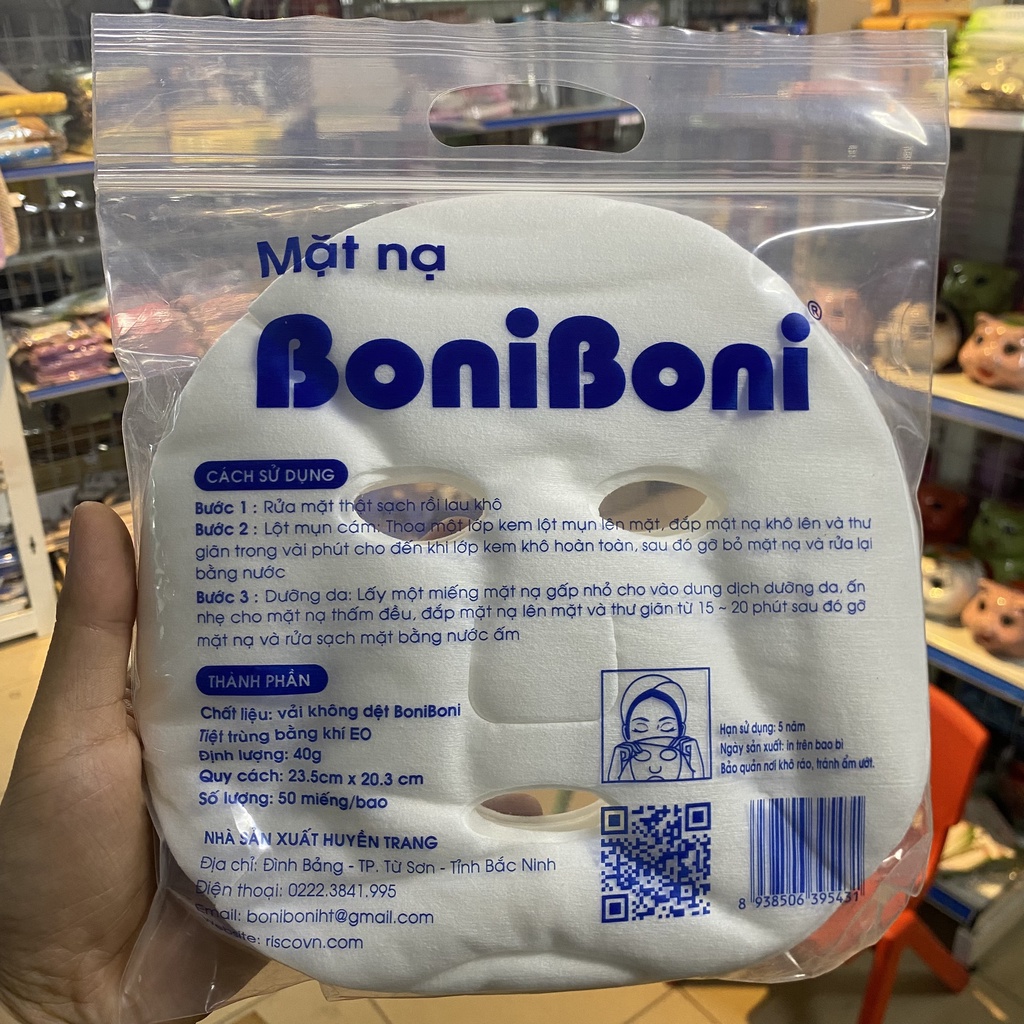 Mặt nạ
BoniBoni®
CÁCH SỬ DỤNG
Bước 1 : Rửa mặt thật sạch rồi lau khô
Bước 2 : Lột mụn cám: Thoa một lớp kem lột mụn lên mặt, đắp mặt nạ khô lên và thư
giãn trong vài phút cho đến khi lớp kem khô hoàn toàn, sau đó gỡ bỏ mặt nạ và rửa lại
bằng nước
Bước 3 : Dưỡng da: Lấy một miếng mặt nạ gấp nhỏ cho vào dung dịch dưỡng da, ấn
nhẹ cho mặt nạ thấm đều, đắp mặt nạ lên mặt và thư giãn từ 15 ~ 20 phút sau đó gỡ
mặt nạ và rửa sạch mặt bằng nước ấm
THÀNH PHẦN
Chất liệu: vải không dệt BoniBoni
Tiệt trùng bằng khí EO
Định lượng: 40g
Quy cách: 23.5cm x 20.3 cm
Số lượng: 50 miếng/bao
Hạn sử dụng: 5 năm
Ngày sản xuất: in trên bao bì
Bảo quản nơi khô ráo, tránh ẩm ướt.
NHÀ SẢN XUẤT HUYỀN TRANG
Địa chỉ: Đình Bảng - TP. Từ Sơn - Tỉnh Bắc Ninh
Điện thoại: 0222.3841.995
Email: boniboniht@gmail.com
Website: riscovn.com
8 938506 395431